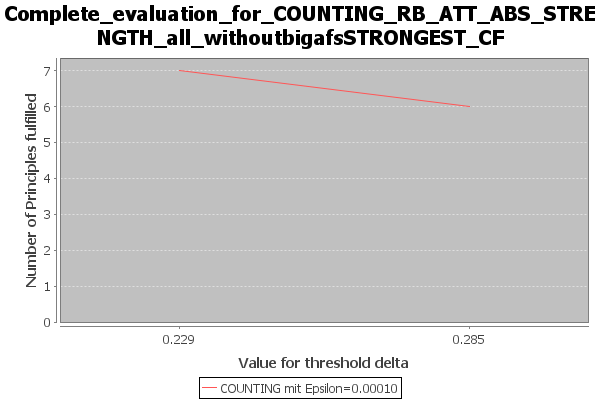 Complete_evaluation_for_COUNTING_RB_ATT_ABS_STRE
NGTH_all_withoutbigafsSTRONGEST_CF
Number of Principles fulfilled
7
6
5
4
3
2
1
0
0.229
0.285
Value for threshold delta
COUNTING mit Epsilon=0.00010